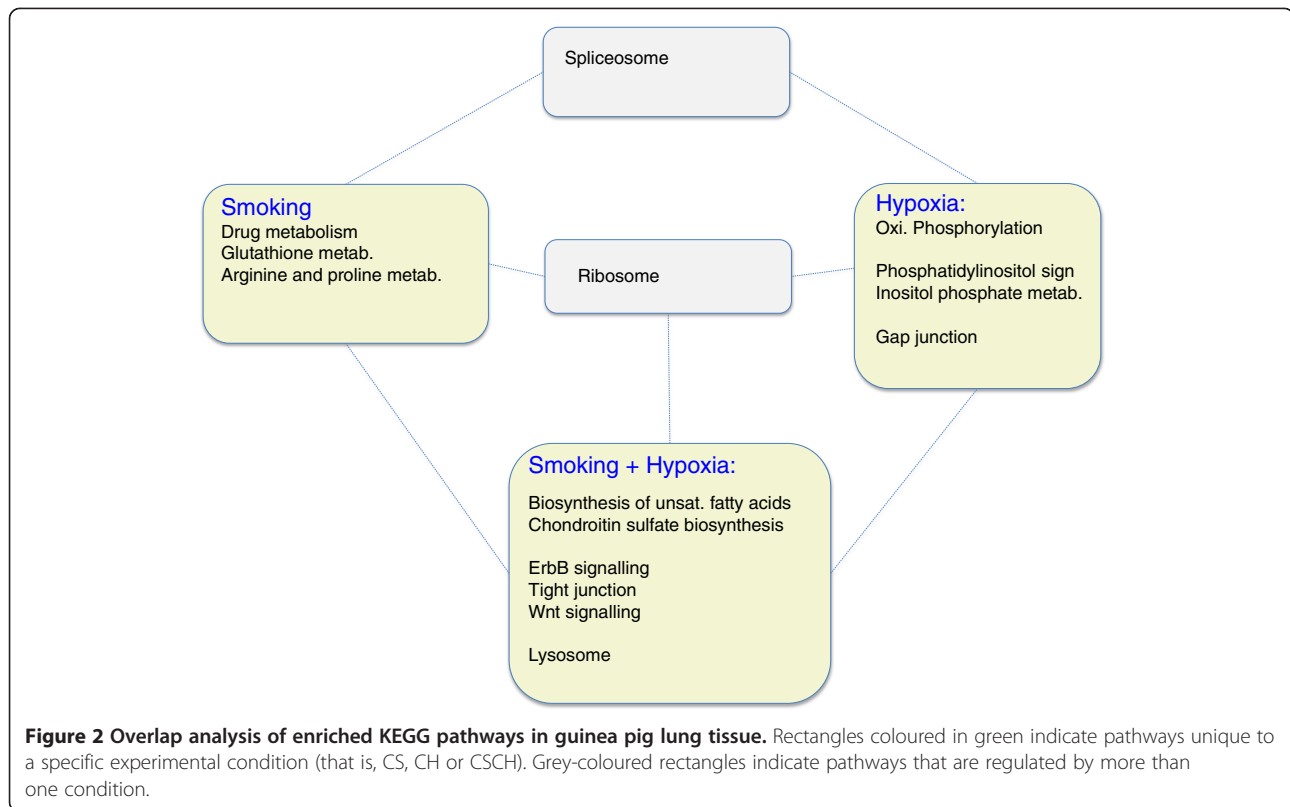 Spliceosome
Smoking
Drug metabolism
Glutathione metab.
Arginine and proline metab.
Ribosome
Hypoxia:
Oxi. Phosphorylation
Phosphatidylinositol sign
Inositol phosphate metab.
Gap junction
Smoking + Hypoxia:
Biosynthesis of unsat. fatty acids
Chondroitin sulfate biosynthesis
ErbB signalling
Tight junction
Wnt signalling
Lysosome
Figure 2 Overlap analysis of enriched KEGG pathways in guinea pig lung tissue. Rectangles coloured in green indicate pathways unique to
a specific experimental condition (that is, CS, CH or CSCH). Grey-coloured rectangles indicate pathways that are regulated by more than
one condition.